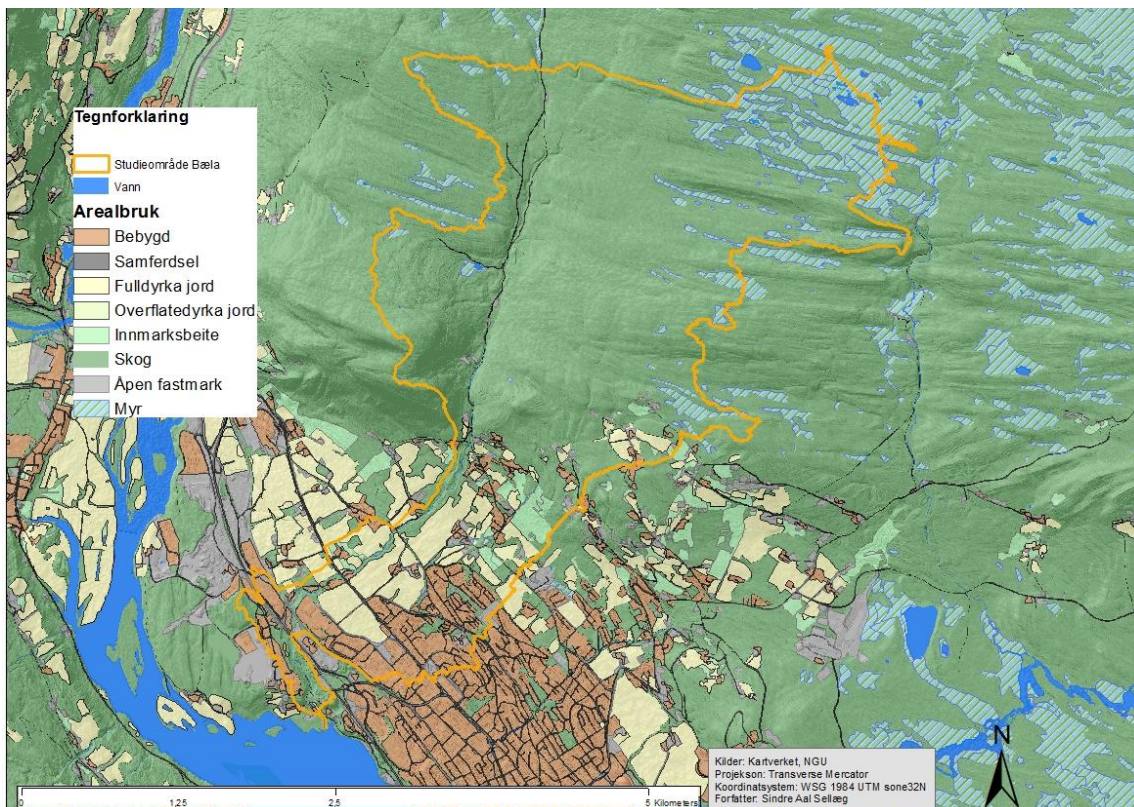 Tegnforklaring
Studieområde Bæla
Vann
Arealbruk
Bebygd
Samferdsel
Fulldyrka jord
Overflatedyrka jord
Innmarksbeite
Skog
Åpen fastmark
Myr
N
Kilder: Kartverket, NGU
Projekson: Transverse Mercator
Koordinatsystem: WSG 1984 UTM sone32N
Forfatter: Sindre Aal Sellæg
0 1,25 2,5 5 Kilometers